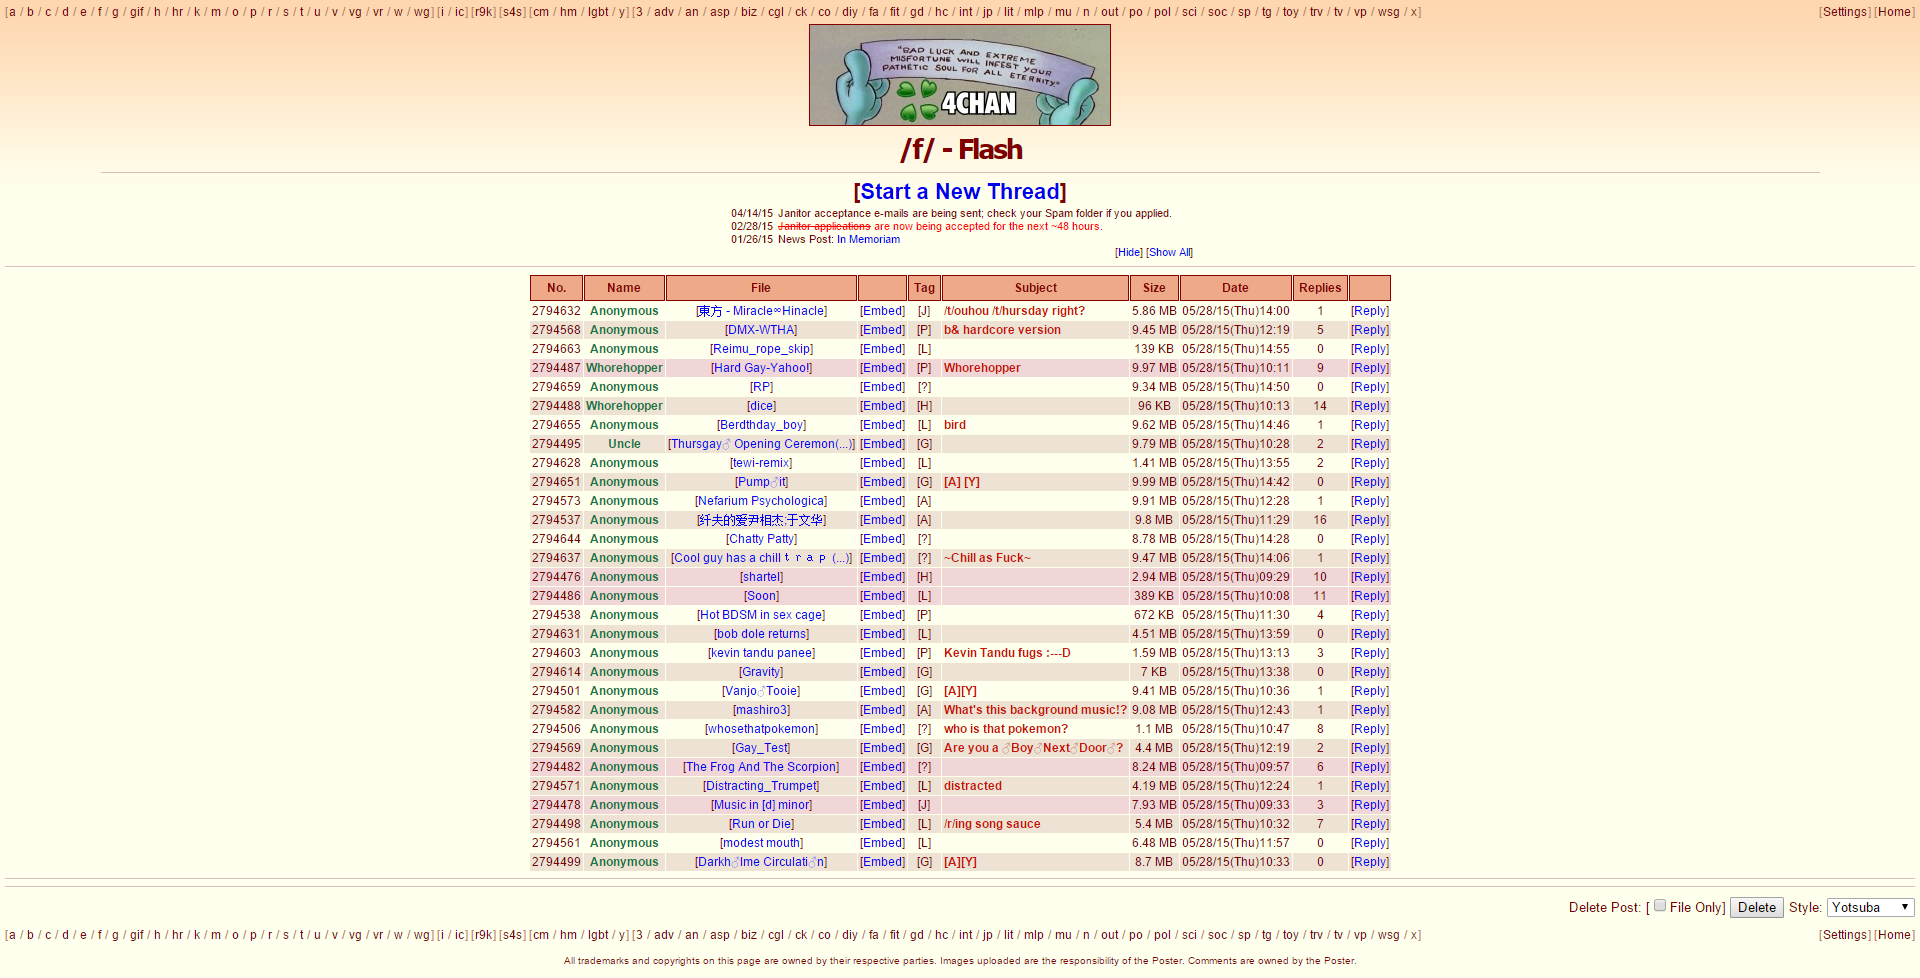 [a / b / c / d / e / f / g / gif / h / hr / k / m / o / p / r / s / t / u / v / vg / vr / w / wg] [i / ic] [r9k] [s4s] [cm / hm / lgbt / y] [3 / adv / an / asp / biz / cgl / ck / co / diy / fa / fit / gd / hc / int / jp / lit / mlp / mu / n / out / po / pol / sci / soc / sp / tg / toy / trv / tv / vp / wsg / x] [Settings] [Home]
"BAD LUCK AND EXTREME
MISFORTUNE WILL INFEST YOUR
PATHETIC SOUL FOR ALL ETERNITY."
4CHAN
/f/ - Flash
[Start a New Thread]
04/14/15 Janitor acceptance e-mails are being sent; check your Spam folder if you applied.
02/28/15 Janitor applications are now being accepted for the next ~48 hours.
01/26/15 News Post: In Memoriam
[Hide] [Show All]
No. Name File Tag Subject Size Date Replies
2794632 Anonymous [東方 - Miracle∞Hinacle] [Embed] [J] /t/ouhou /t/hursday right? 5.86 MB 05/28/15(Thu)14:00 1 [Reply]
2794568 Anonymous [DMX-WTHA] [Embed] [P] b& hardcore version 9.45 MB 05/28/15(Thu)12:19 5 [Reply]
2794663 Anonymous [Reimu_rope_skip] [Embed] [L] 139 KB 05/28/15(Thu)14:55 0 [Reply]
2794487 Whorehopper [Hard Gay-Yahoo!] [Embed] [P] Whorehopper 9.97 MB 05/28/15(Thu)10:11 9 [Reply]
2794659 Anonymous [RP] [Embed] [?] 9.34 MB 05/28/15(Thu)14:50 0 [Reply]
2794488 Whorehopper [dice] [Embed] [H] 96 KB 05/28/15(Thu)10:13 14 [Reply]
2794655 Anonymous [Berdthday_boy] [Embed] [L] bird 9.62 MB 05/28/15(Thu)14:46 1 [Reply]
2794495 Uncle [Thursgay♂ Opening Ceremon(...)] [Embed] [G] 9.79 MB 05/28/15(Thu)10:28 2 [Reply]
2794628 Anonymous [tewi-remix] [Embed] [L] 1.41 MB 05/28/15(Thu)13:55 2 [Reply]
2794651 Anonymous [Pump♂it] [Embed] [G] [A] [Y] 9.99 MB 05/28/15(Thu)14:42 0 [Reply]
2794573 Anonymous [Nefarium Psychologica] [Embed] [A] 9.91 MB 05/28/15(Thu)12:28 1 [Reply]
2794537 Anonymous [纤夫的爱尹相杰;于文华] [Embed] [A] 9.8 MB 05/28/15(Thu)11:29 16 [Reply]
2794644 Anonymous [Chatty Patty] [Embed] [?] 8.78 MB 05/28/15(Thu)14:28 0 [Reply]
2794637 Anonymous [Cool guy has a chill ｔｒａｐ (...)] [Embed] [?] ~Chill as Fuck~ 9.47 MB 05/28/15(Thu)14:06 1 [Reply]
2794476 Anonymous [shartel] [Embed] [H] 2.94 MB 05/28/15(Thu)09:29 10 [Reply]
2794486 Anonymous [Soon] [Embed] [L] 389 KB 05/28/15(Thu)10:08 11 [Reply]
2794538 Anonymous [Hot BDSM in sex cage] [Embed] [P] 672 KB 05/28/15(Thu)11:30 4 [Reply]
2794631 Anonymous [bob dole returns] [Embed] [L] 4.51 MB 05/28/15(Thu)13:59 0 [Reply]
2794603 Anonymous [kevin tandu panee] [Embed] [P] Kevin Tandu fugs :---D 1.59 MB 05/28/15(Thu)13:13 3 [Reply]
2794614 Anonymous [Gravity] [Embed] [G] 7 KB 05/28/15(Thu)13:38 0 [Reply]
2794501 Anonymous [Vanjo♂Tooie] [Embed] [G] [A][Y] 9.41 MB 05/28/15(Thu)10:36 1 [Reply]
2794582 Anonymous [mashiro3] [Embed] [A] What's this background music!? 9.08 MB 05/28/15(Thu)12:43 1 [Reply]
2794506 Anonymous [whosethatpokemon] [Embed] [?] who is that pokemon? 1.1 MB 05/28/15(Thu)10:47 8 [Reply]
2794569 Anonymous [Gay_Test] [Embed] [G] Are you a ♂Boy♂Next♂Door♂? 4.4 MB 05/28/15(Thu)12:19 2 [Reply]
2794482 Anonymous [The Frog And The Scorpion] [Embed] [?] 8.24 MB 05/28/15(Thu)09:57 6 [Reply]
2794571 Anonymous [Distracting_Trumpet] [Embed] [L] distracted 4.19 MB 05/28/15(Thu)12:24 1 [Reply]
2794478 Anonymous [Music in [d] minor] [Embed] [J] 7.93 MB 05/28/15(Thu)09:33 3 [Reply]
2794498 Anonymous [Run or Die] [Embed] [L] /r/ing song sauce 5.4 MB 05/28/15(Thu)10:32 7 [Reply]
2794561 Anonymous [modest mouth] [Embed] [L] 6.48 MB 05/28/15(Thu)11:57 0 [Reply]
2794499 Anonymous [Darkh♂lme Circulati♂n] [Embed] [G] [A][Y] 8.7 MB 05/28/15(Thu)10:33 0 [Reply]
Delete Post: [ File Only] Delete Style: Yotsuba
[a / b / c / d / e / f / g / gif / h / hr / k / m / o / p / r / s / t / u / v / vg / vr / w / wg] [i / ic] [r9k] [s4s] [cm / hm / lgbt / y] [3 / adv / an / asp / biz / cgl / ck / co / diy / fa / fit / gd / hc / int / jp / lit / mlp / mu / n / out / po / pol / sci / soc / sp / tg / toy / trv / tv / vp / wsg / x] [Settings] [Home]
All trademarks and copyrights on this page are owned by their respective parties. Images uploaded are the responsibility of the Poster. Comments are owned by the Poster.